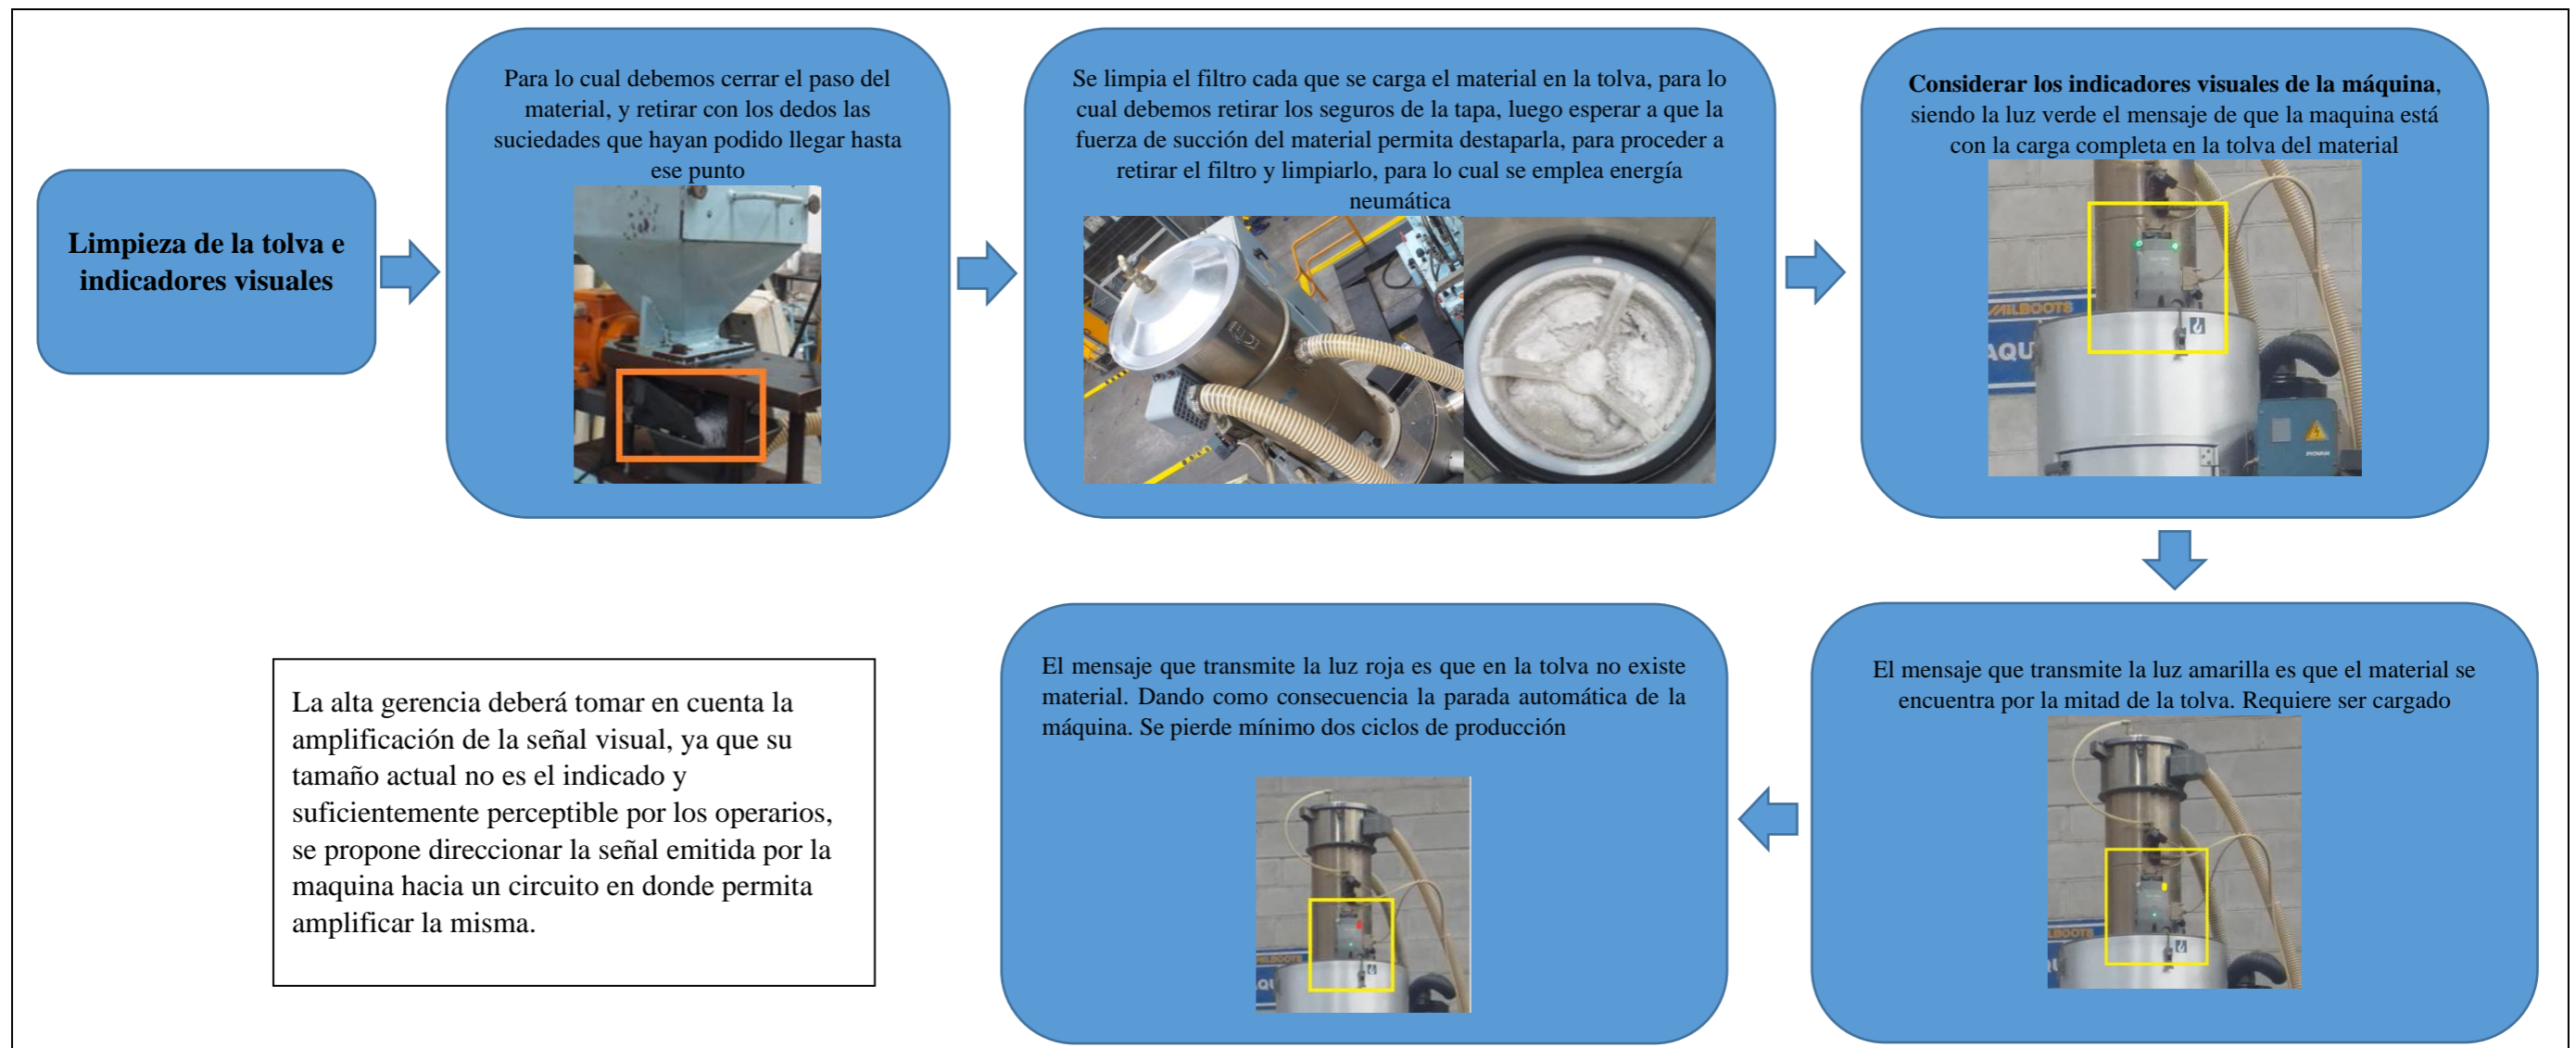 Limpieza de la tolva e
indicadores visuales
Para lo cual debemos cerrar el paso del
material, y retirar con los dedos las
suciedades que hayan podido llegar hasta
ese punto
Se limpia el filtro cada que se carga el material en la tolva, para lo
cual debemos retirar los seguros de la tapa, luego esperar a que la
fuerza de succión del material permita destaparla, para proceder a
retirar el filtro y limpiarlo, para lo cual se emplea energía
neumática
Considerar los indicadores visuales de la máquina,
siendo la luz verde el mensaje de que la maquina está
con la carga completa en la tolva del material
MILBOOTS
AQU
El mensaje que transmite la luz amarilla es que el material se
encuentra por la mitad de la tolva. Requiere ser cargado
El mensaje que transmite la luz roja es que en la tolva no existe
material. Dando como consecuencia la parada automática de la
máquina. Se pierde mínimo dos ciclos de producción
La alta gerencia deberá tomar en cuenta la
amplificación de la señal visual, ya que su
tamaño actual no es el indicado y
suficientemente perceptible por los operarios,
se propone direccionar la señal emitida por la
maquina hacia un circuito en donde permita
amplificar la misma.